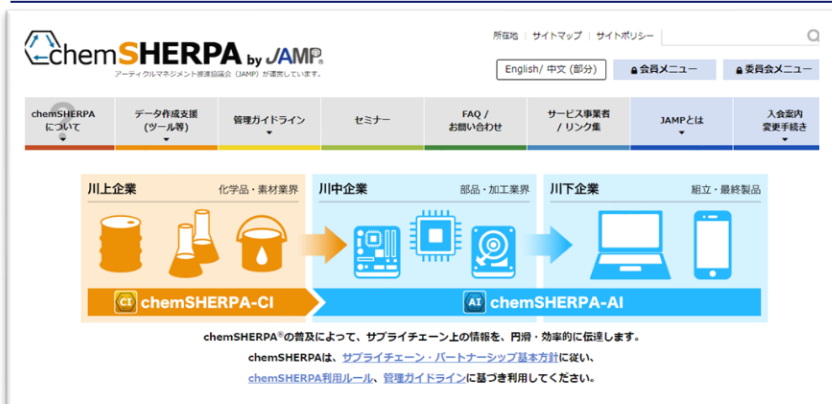 所在地 サイトマップ サイトポリシー
chemSHERPA by JAMP®
アーティクルマネジメント推進協議会 (JAMP) が運営しています。
English/ 中文 (部分) 会員メニュー 委員会メニュー
chemSHERPA
について
データ作成支援
(ツール等)
管理ガイドライン
セミナー
FAQ /
お問い合わせ
サービス事業者
/ リンク集
JAMPとは
入会案内
変更手続き
川上企業 化学品・素材業界
川中企業 部品・加工業界
川下企業 組立・最終製品
CI chemSHERPA-CI
AI chemSHERPA-AI
chemSHERPA®の普及によって、サプライチェーン上の情報を、円滑・効率的に伝達します。
chemSHERPAは、サプライチェーン・パートナーシップ基本方針に従い、
chemSHERPA利用ルール、管理ガイドラインに基づき利用してください。